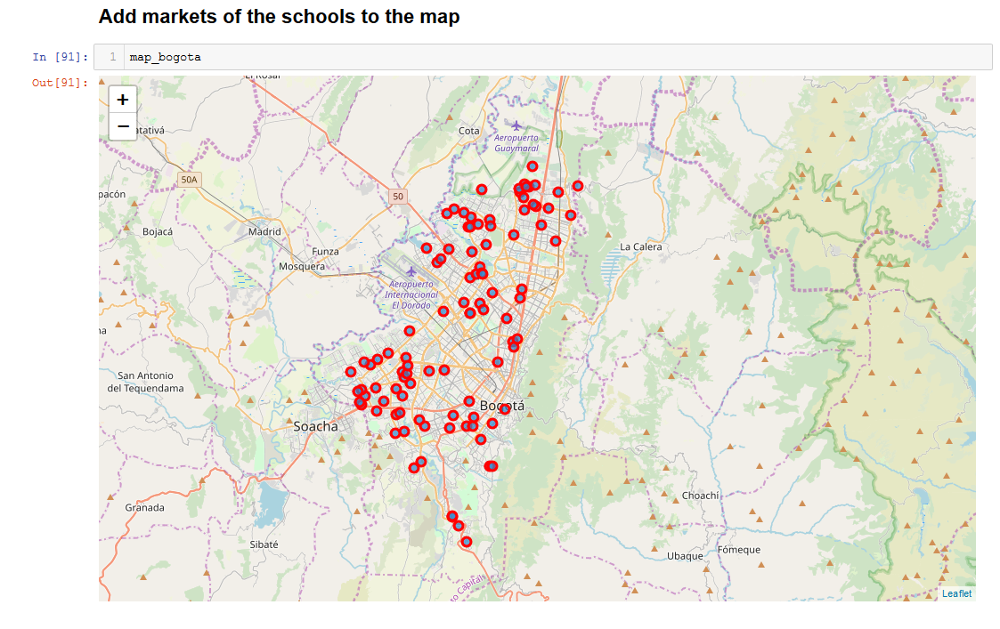 Add markets of the schools to the map
In [91]:
1 map_bogota
Out[91]:
+
−
El Rosal
Cota
Aeropuerto
Guaymaral
50A
50
Bojacá
Madrid
Funza
Mosquera
La Calera
Aeropuerto
Internacional
El Dorado
San Antonio
del Tequendama
Bogotá
Soacha
Granada
Choachí
Sibaté
Ubaque
Fómeque
Leaflet